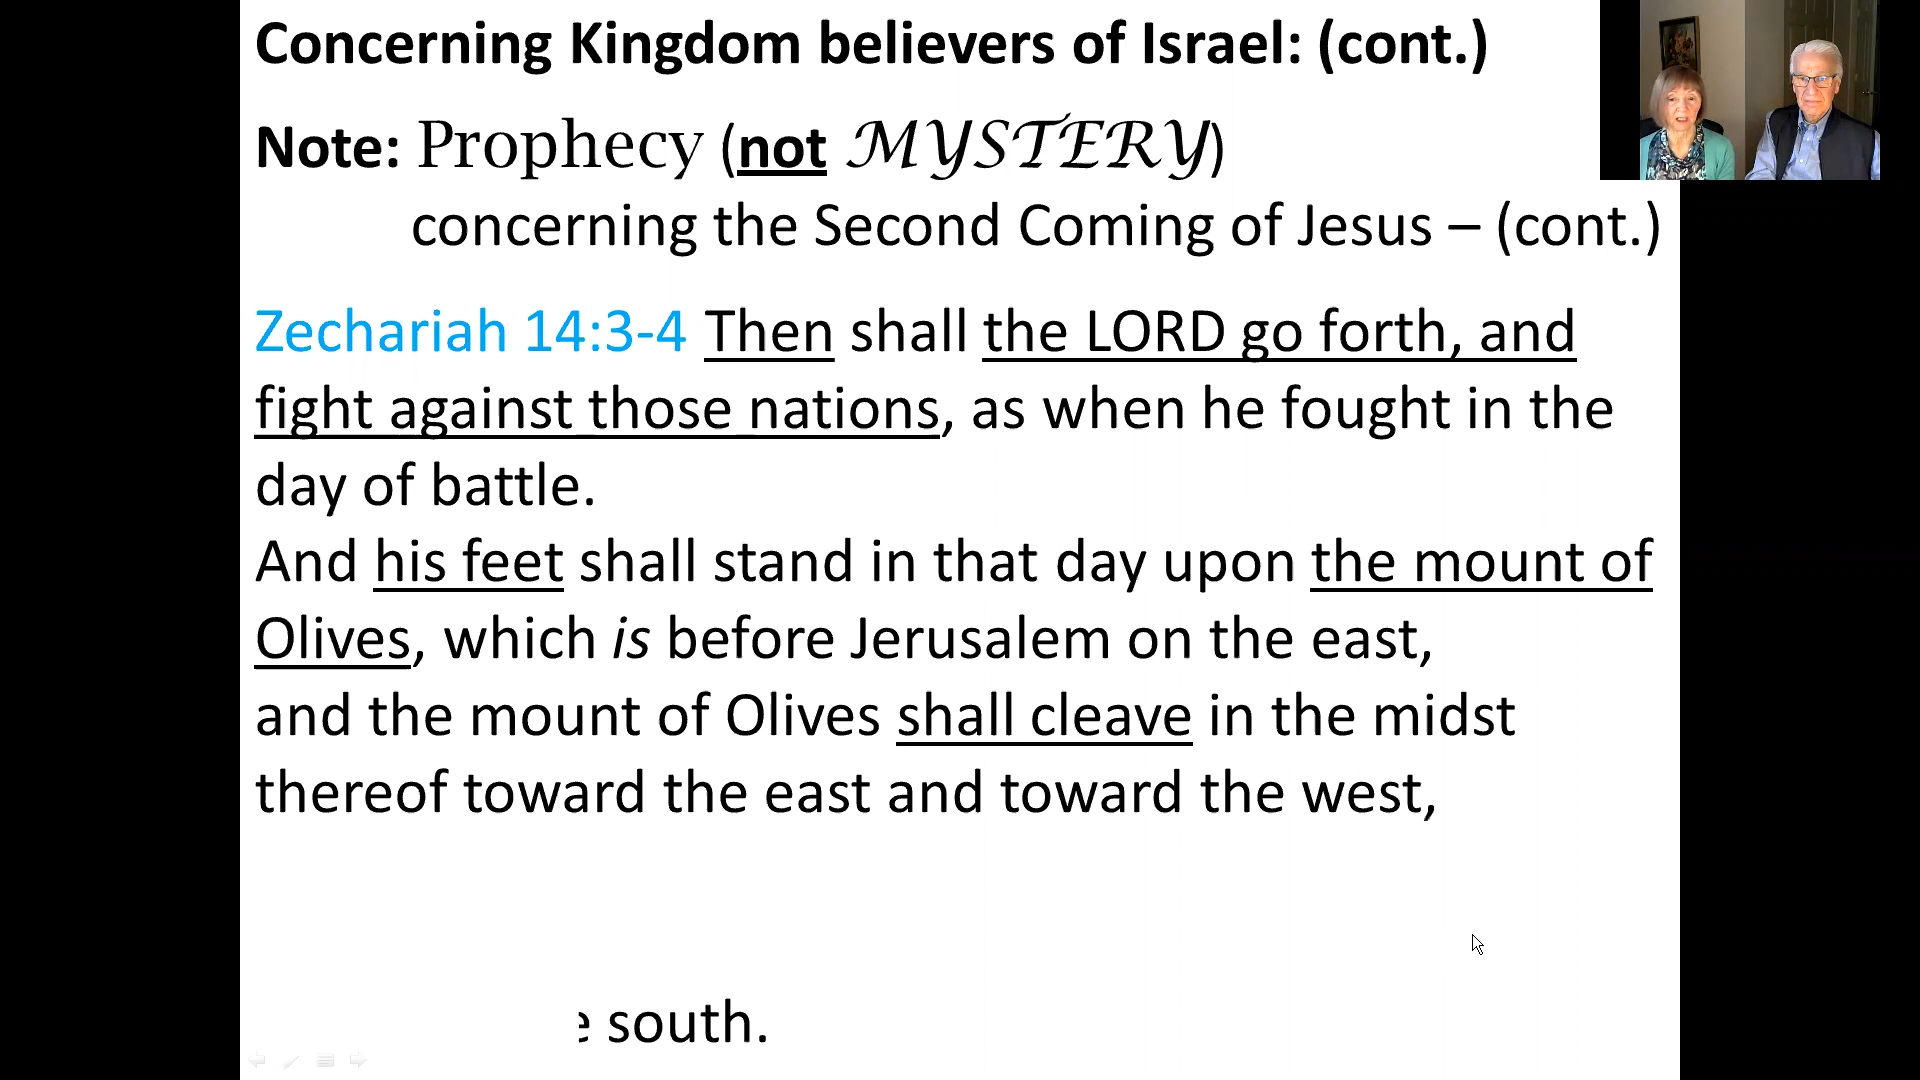 Concerning Kingdom believers of Israel: (cont.)
Note: Prophecy (not MYSTERY)
concerning the Second Coming of Jesus – (cont.)
Zechariah 14:3-4 Then shall the LORD go forth, and
fight against those nations, as when he fought in the
day of battle.
And his feet shall stand in that day upon the mount of
Olives, which is before Jerusalem on the east,
and the mount of Olives shall cleave in the midst
thereof toward the east and toward the west,
south.